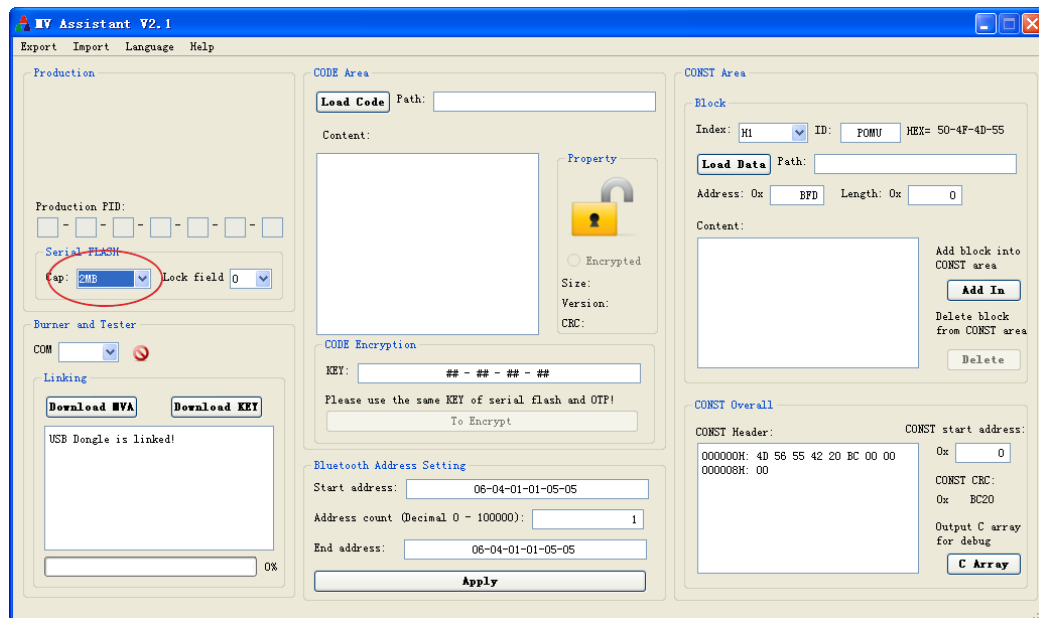 MV Assistant V2.1
Export Import Language Help
Production
Production PID:
- - - - - -
Serial FLASH
Cap: 2MB Lock field 0
Burner and Tester
COM
Linking
Download MVA Download KEY
USB Dongle is linked!
0%
CODE Area
Load Code Path:
Content:
Property
Encrypted
Size:
Version:
CRC:
CODE Encryption
KEY: ## - ## - ## - ##
Please use the same KEY of serial flash and OTP!
To Encrypt
Bluetooth Address Setting
Start address: 06-04-01-01-05-05
Address count (Decimal 0 - 100000): 1
End address: 06-04-01-01-05-05
Apply
CONST Area
Block
Index: H1 ID: POMU HEX= 50-4F-4D-55
Load Data Path:
Address: 0x BFD Length: 0x 0
Content:
Add block into
CONST area
Add In
Delete block
from CONST area
Delete
CONST Overall
CONST Header:
000000H: 4D 56 55 42 20 BC 00 00
000008H: 00
CONST start address:
0x 0
CONST CRC:
0x BC20
Output C array
for debug
C Array